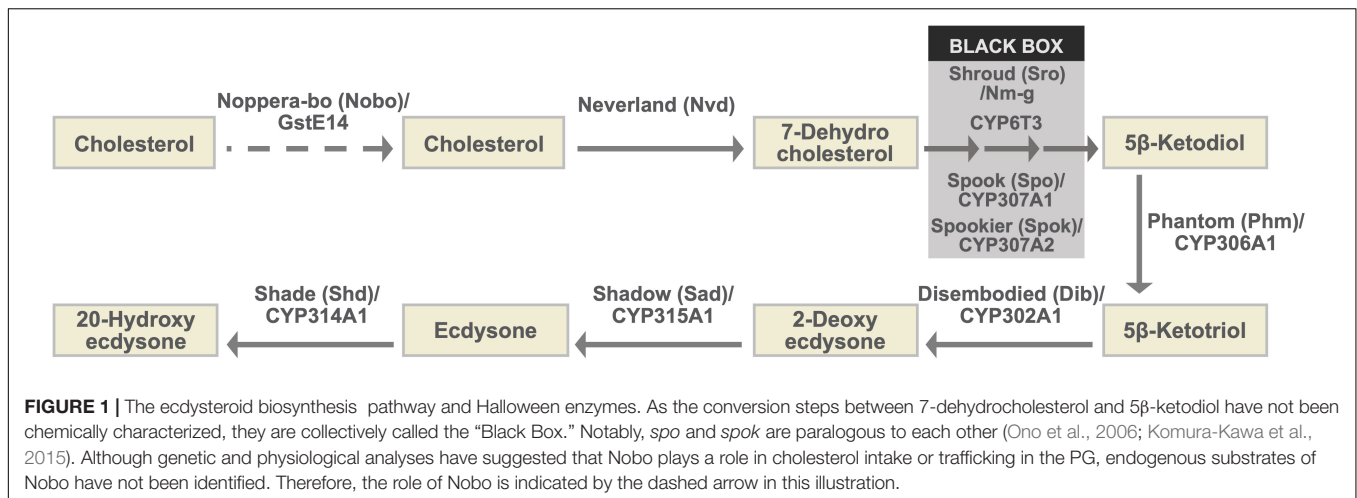 BLACK BOX
Shroud (Sro)
/Nm-g
Noppera-bo (Nobo)/
GstE14
Neverland (Nvd)
CYP6T3
Cholesterol
Cholesterol
7-Dehydro
cholesterol
5β-Ketodiol
Spook (Spo)/
CYP307A1
Spookier (Spok)/
CYP307A2
Phantom (Phm)/
CYP306A1
Shade (Shd)/
CYP314A1
Shadow (Sad)/
CYP315A1
Disembodied (Dib)/
CYP302A1
20-Hydroxy
ecdysone
Ecdysone
2-Deoxy
ecdysone
5β-Ketotriol
FIGURE 1 | The ecdysteroid biosynthesis pathway and Halloween enzymes. As the conversion steps between 7-dehydrocholesterol and 5β-ketodiol have not been
chemically characterized, they are collectively called the “Black Box.” Notably, spo and spok are paralogous to each other (Ono et al., 2006; Komura-Kawa et al.,
2015). Although genetic and physiological analyses have suggested that Nobo plays a role in cholesterol intake or trafficking in the PG, endogenous substrates of
Nobo have not been identified. Therefore, the role of Nobo is indicated by the dashed arrow in this illustration.